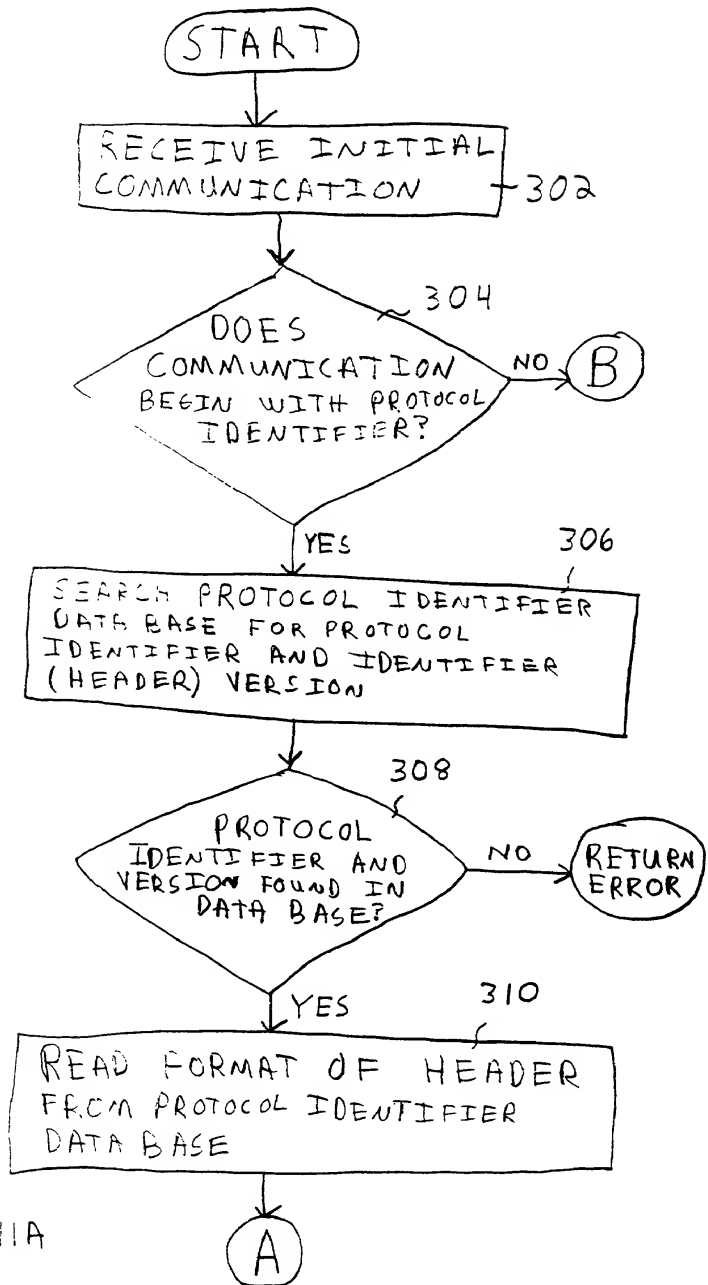 START
RECEIVE INITIAL
COMMUNICATION
302
304
DOES
COMMUNICATION
BEGIN WITH PROTOCOL
IDENTIFIER?
NO
B
YES
306
SEARCH PROTOCOL IDENTIFIER
DATA BASE FOR PROTOCOL
IDENTIFIER AND IDENTIFIER
(HEADER) VERSION
308
PROTOCOL
IDENTIFIER AND
VERSION FOUND IN
DATA BASE?
NO
RETURN
ERROR
YES
310
READ FORMAT OF HEADER
FROM PROTOCOL IDENTIFIER
DATA BASE
A